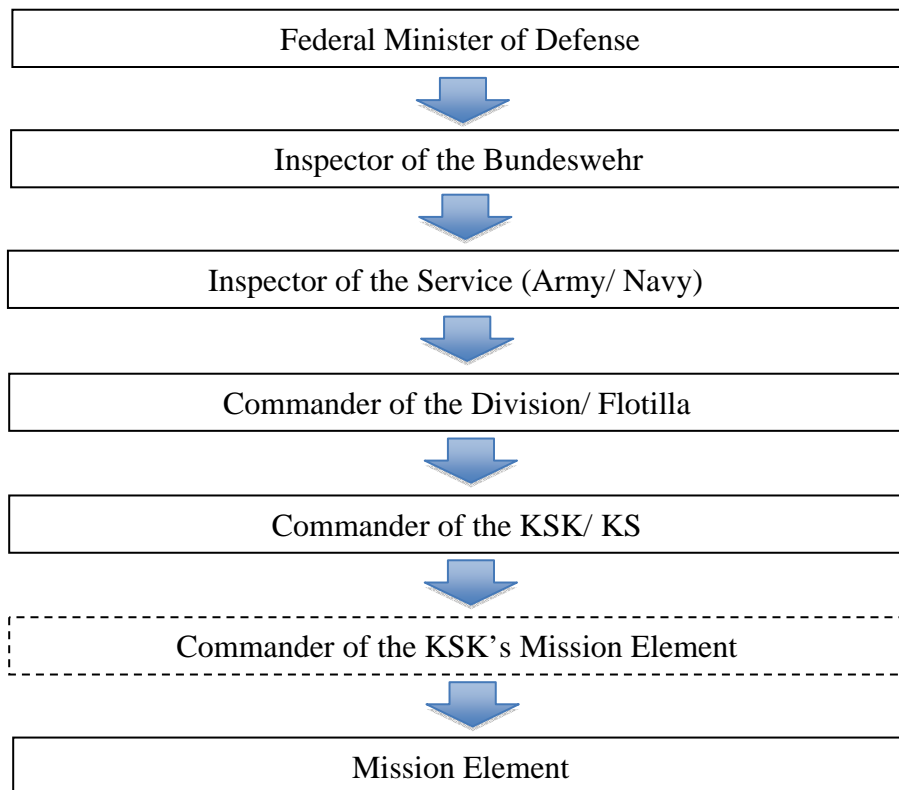 Federal Minister of Defense
Inspector of the Bundeswehr
Inspector of the Service (Army/ Navy)
Commander of the Division/ Flotilla
Commander of the KSK/ KS
Commander of the KSK’s Mission Element
Mission Element